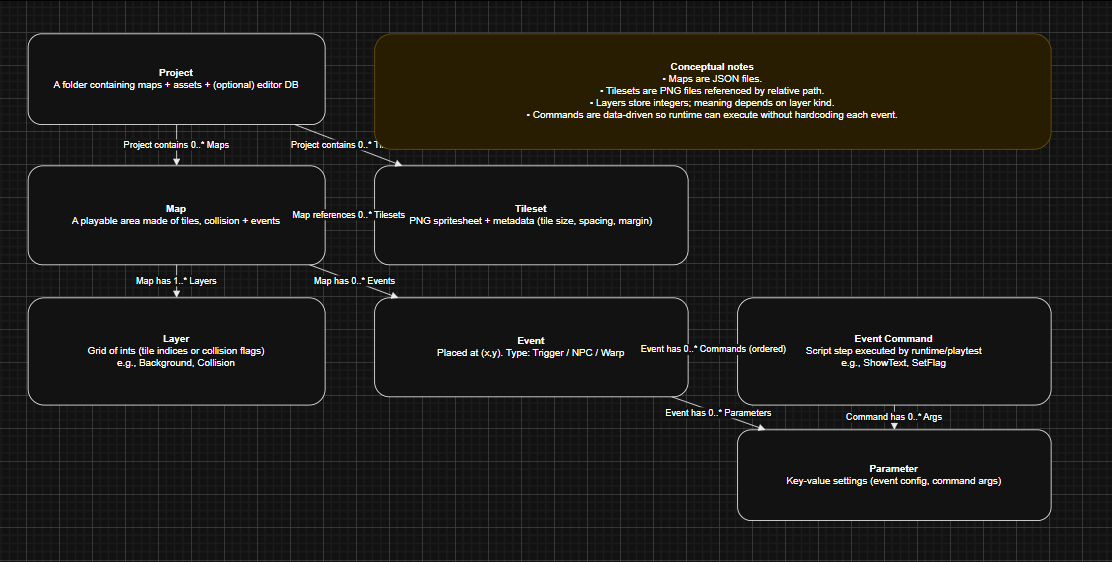 Project
A folder containing maps + assets + (optional) editor DB
Conceptual notes
• Maps are JSON files.
• Tilesets are PNG files referenced by relative path.
• Layers store integers; meaning depends on layer kind.
• Commands are data-driven so runtime can execute without hardcoding each event.
Project contains 0..* Maps
Project contains 0..*
Map
A playable area made of tiles, collision + events
Map references 0..* Tilesets
Tileset
PNG spritesheet + metadata (tile size, spacing, margin)
Map has 1..* Layers
Map has 0..* Events
Layer
Grid of ints (tile indices or collision flags)
e.g., Background, Collision
Event
Placed at (x,y). Type: Trigger / NPC / Warp
Event has 0..* Commands (ordered)
Event Command
Script step executed by runtime/playtest
e.g., ShowText, SetFlag
Event has 0..* Parameters
Command has 0..* Args
Parameter
Key-value settings (event config, command args)